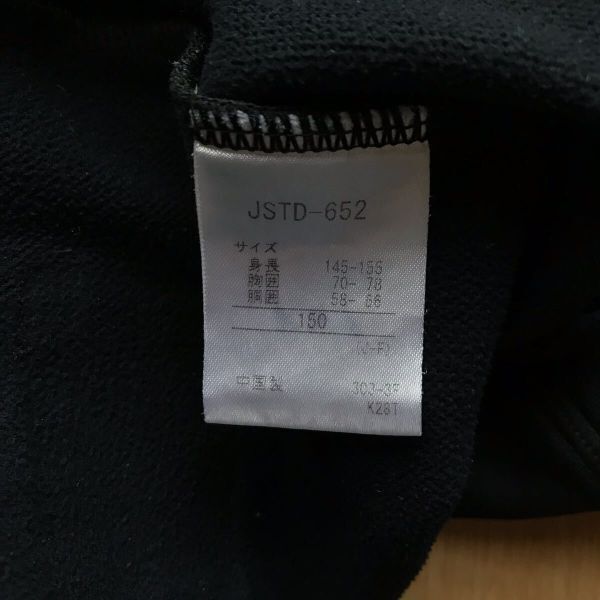 JSTD-652
サイズ
身長 145-155
胸囲 70- 78
胴囲 58- 66
150
(J-F)
中国製
K28T